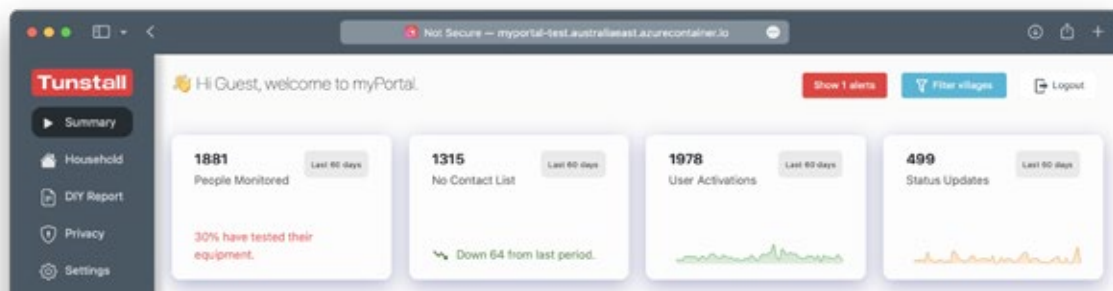 Not Secure — myportal-test.australiaeast.azurecontainer.io
Tunstall
👋 Hi Guest, welcome to myPortal.
Show 1 alerts
Filter villages
Logout
Summary
Household
DIY Report
Privacy
Settings
1881
Last 60 days
People Monitored
30% have tested their
equipment.
1315
Last 60 days
No Contact List
Down 64 from last period.
1978
Last 60 days
User Activations
499
Last 60 days
Status Updates